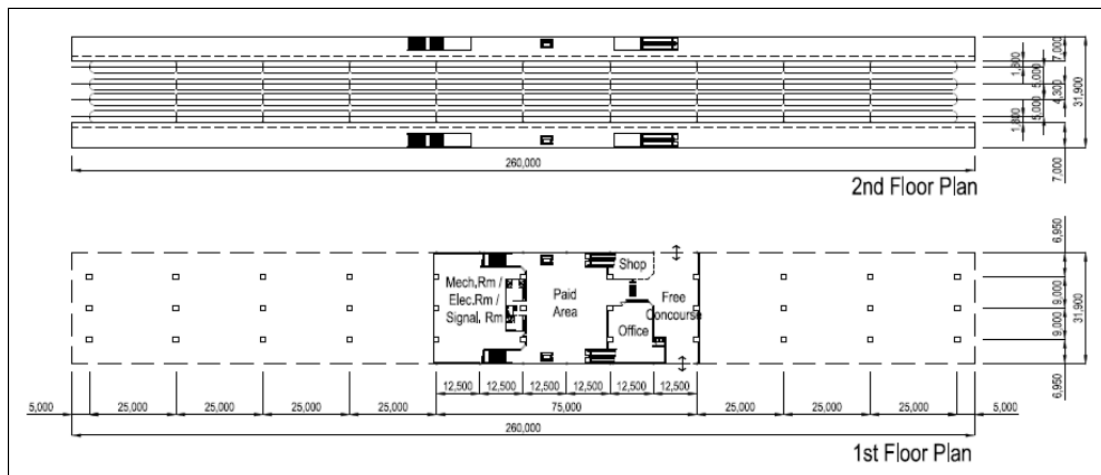 7,000
1,800
5,000
4,300
5,000
1,800
31,900
7,000
260,000
2nd Floor Plan
6,950
9,000
9,000
6,950
31,900
Mech,Rm /
Elec.Rm /
Signal, Rm
Paid
Area
Shop
Free
Concourse
Office
12,500
12,500
12,500
12,500
12,500
12,500
5,000
25,000
25,000
25,000
25,000
75,000
25,000
25,000
25,000
5,000
260,000
1st Floor Plan